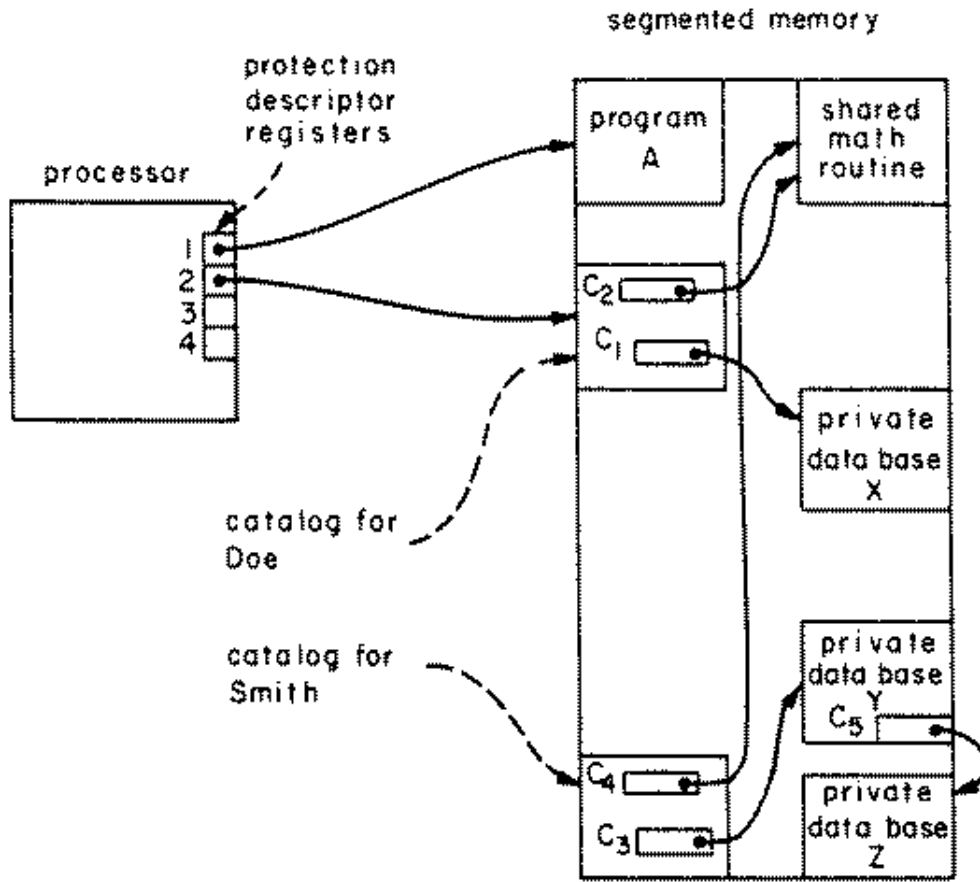 segmented memory
protection
descriptor
registers
processor
1
2
3
4
program
A
shared
math
routine
C2
C1
private
data base
X
catalog for
Doe
catalog for
Smith
private
data base
Y
C5
C4
C3
private
data base
Z